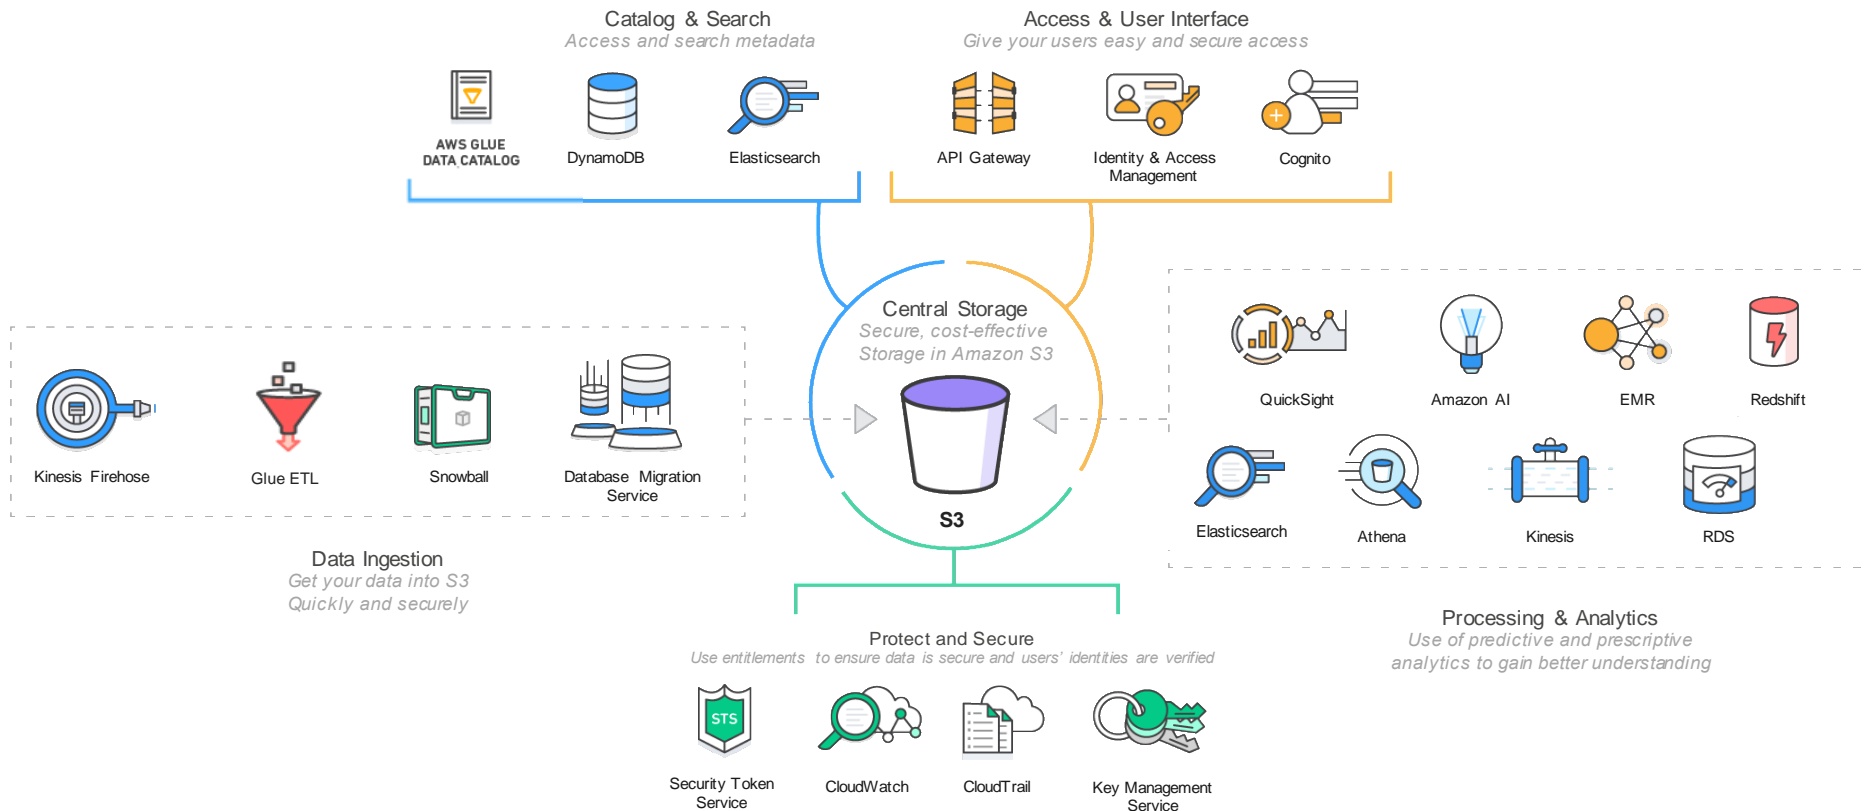 Catalog & Search
Access and search metadata
AWS GLUE
DATA CATALOG
DynamoDB
Elasticsearch
Access & User Interface
Give your users easy and secure access
API Gateway
Identity & Access
Management
Cognito
Central Storage
Secure, cost-effective
Storage in Amazon S3
S3
Kinesis Firehose
Glue ETL
Snowball
Database Migration
Service
Data Ingestion
Get your data into S3
Quickly and securely
QuickSight
Amazon AI
EMR
Redshift
Elasticsearch
Athena
Kinesis
RDS
Processing & Analytics
Use of predictive and prescriptive
analytics to gain better understanding
Protect and Secure
Use entitlements to ensure data is secure and users' identities are verified
STS
Security Token
Service
CloudWatch
CloudTrail
Key Management
Service